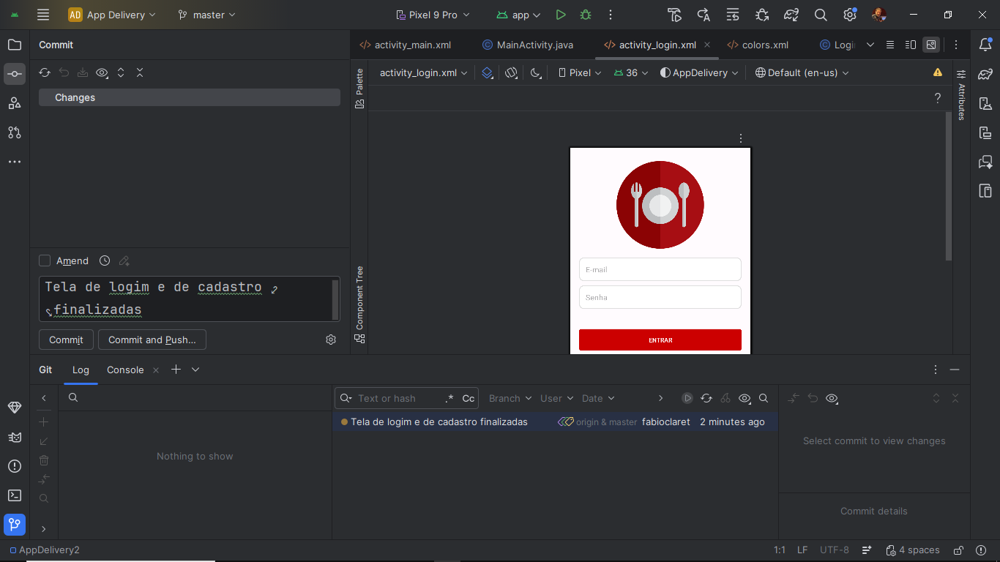 AD App Delivery master Pixel 9 Pro app
Commit
activity_main.xml MainActivity.java activity_login.xml colors.xml
activity_login.xml Pixel 36 AppDelivery Default (en-us)
Palette
Attributes
?
Changes
E-mail
Senha
ENTRAR
Component Tree
Amend
Tela de logim e de cadastro
finalizadas
Commit Commit and Push...
Git Log Console
Text or hash .* Cc Branch User Date
Tela de logim e de cadastro finalizadas origin & master fabioclaret 2 minutes ago
Nothing to show
Select commit to view changes
Commit details
AppDelivery2 1:1 LF UTF-8 4 spaces